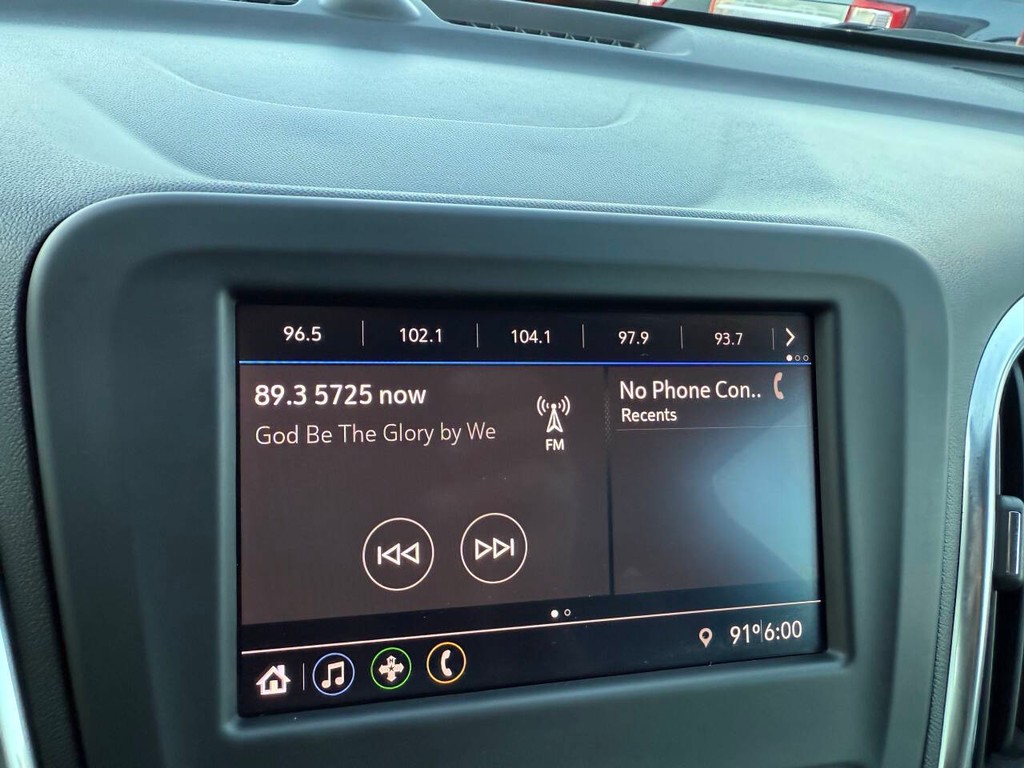 96.5 102.1 104.1 97.9 93.7
89.3 5725 now
God Be The Glory by We
FM
No Phone Con..
Recents
91° 6:00